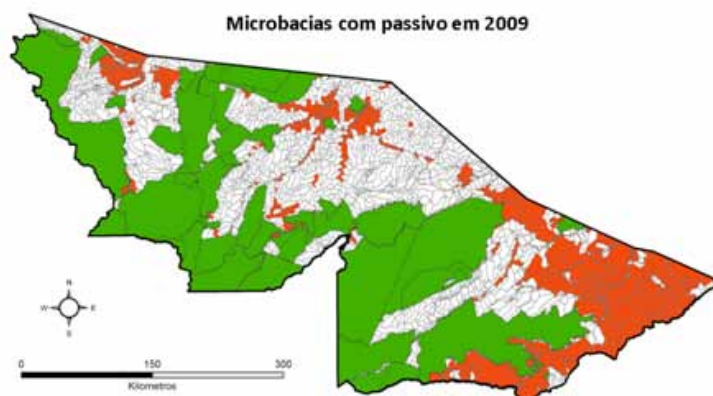 Microbacias com passivo em 2009
N
W E
S
0 150 300
Kilometros